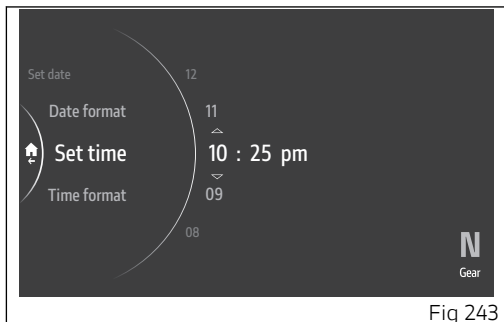 Set date 12
Date format 11
Set time 10 : 25 pm
Time format 09
08
N
Gear
Fig 243